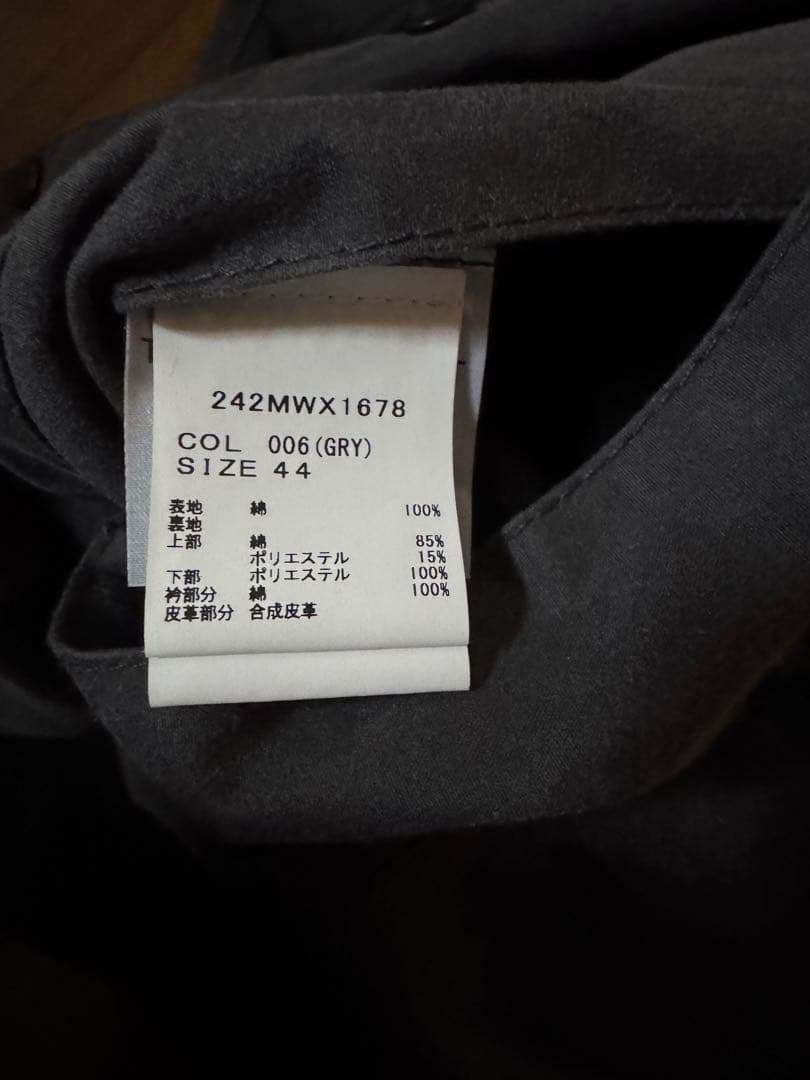 242MWX1678
COL 006(GRY)
SIZE 44
表地 綿 100%
裏地
上部 綿 85%
ポリエステル 15%
下部 ポリエステル 100%
衿部分 綿 100%
皮革部分 合成皮革